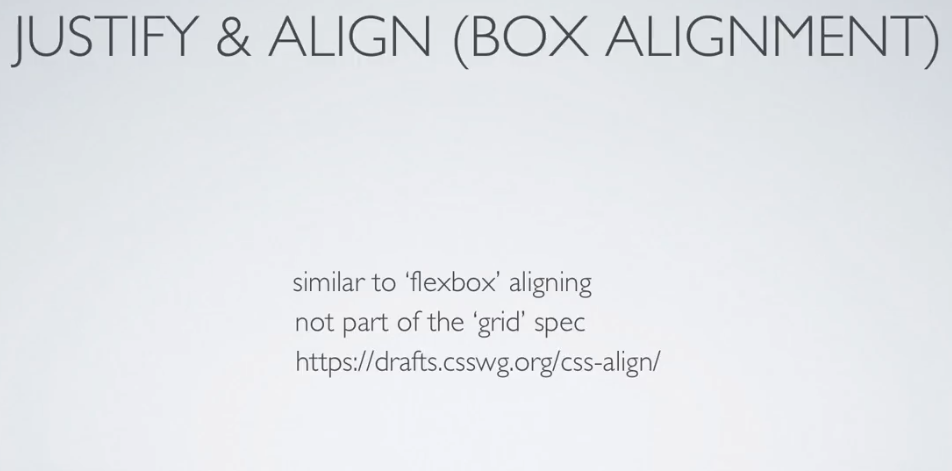 JUSTIFY & ALIGN (BOX ALIGNMENT)
similar to ‘flexbox’ aligning
not part of the ‘grid’ spec
https://drafts.csswg.org/css-align/